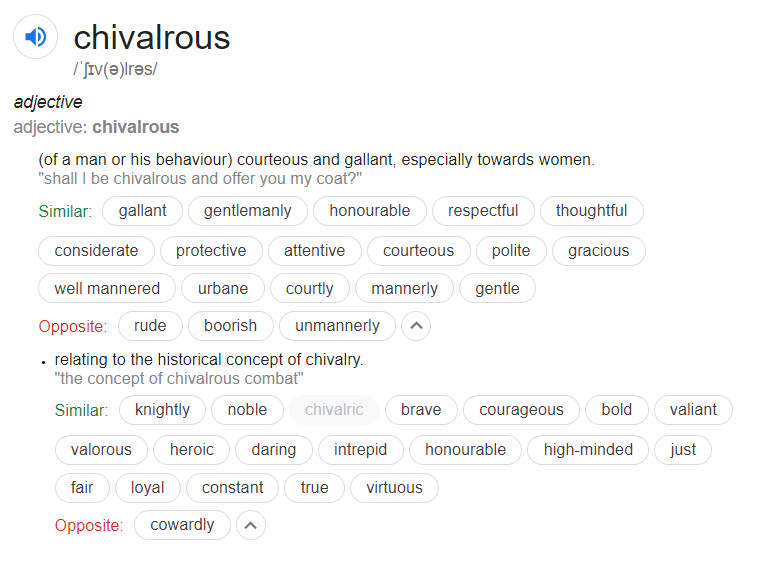 chivalrous
/ˈʃɪv(ə)lrəs/
adjective
adjective: chivalrous
(of a man or his behaviour) courteous and gallant, especially towards women.
"shall I be chivalrous and offer you my coat?"
Similar: gallant gentlemanly honourable respectful thoughtful
considerate protective attentive courteous polite gracious
well mannered urbane courtly mannerly gentle
Opposite: rude boorish unmannerly
• relating to the historical concept of chivalry.
"the concept of chivalrous combat"
Similar: knightly noble chivalric brave courageous bold valiant
valorous heroic daring intrepid honourable high-minded just
fair loyal constant true virtuous
Opposite: cowardly